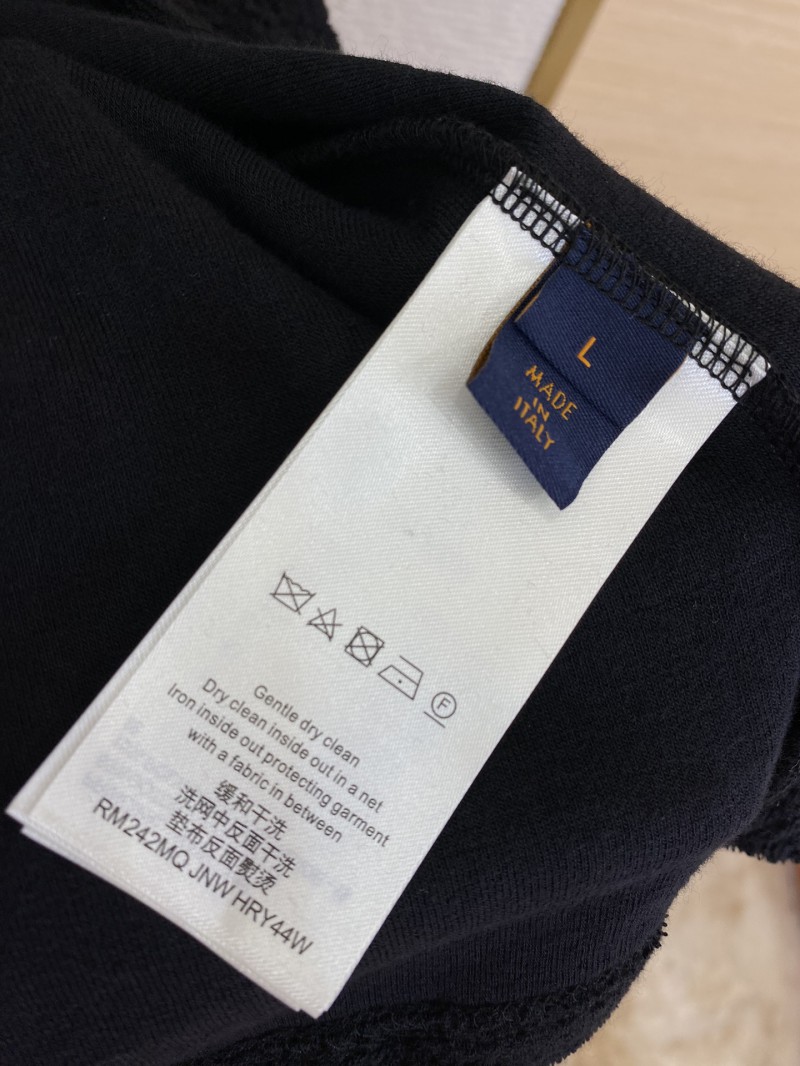 L
MADE
IN
ITALY
F
Gentle dry clean
Dry clean inside out in a net
Iron inside out protecting garment
with a fabric in between
缓和干洗
洗网中反面干洗
垫布反面熨烫
RM242MQ JNW HRY44W